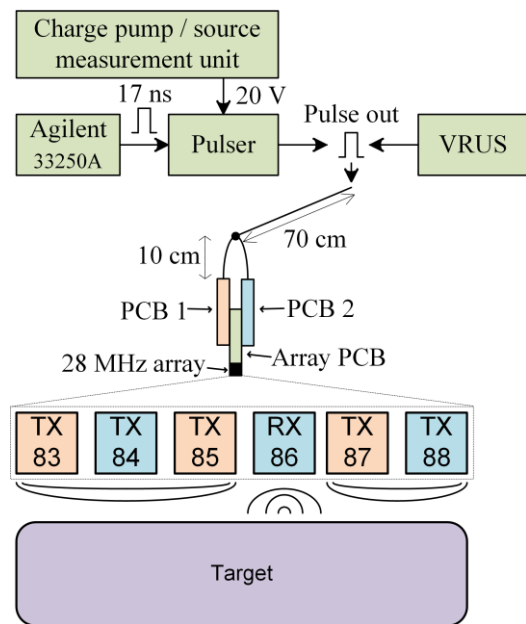 Charge pump / source
measurement unit
17 ns
20 V
Pulse out
Agilent
33250A
Pulser
VRUS
70 cm
10 cm
PCB 1
PCB 2
28 MHz array
Array PCB
TX
83
TX
84
TX
85
RX
86
TX
87
TX
88
Target